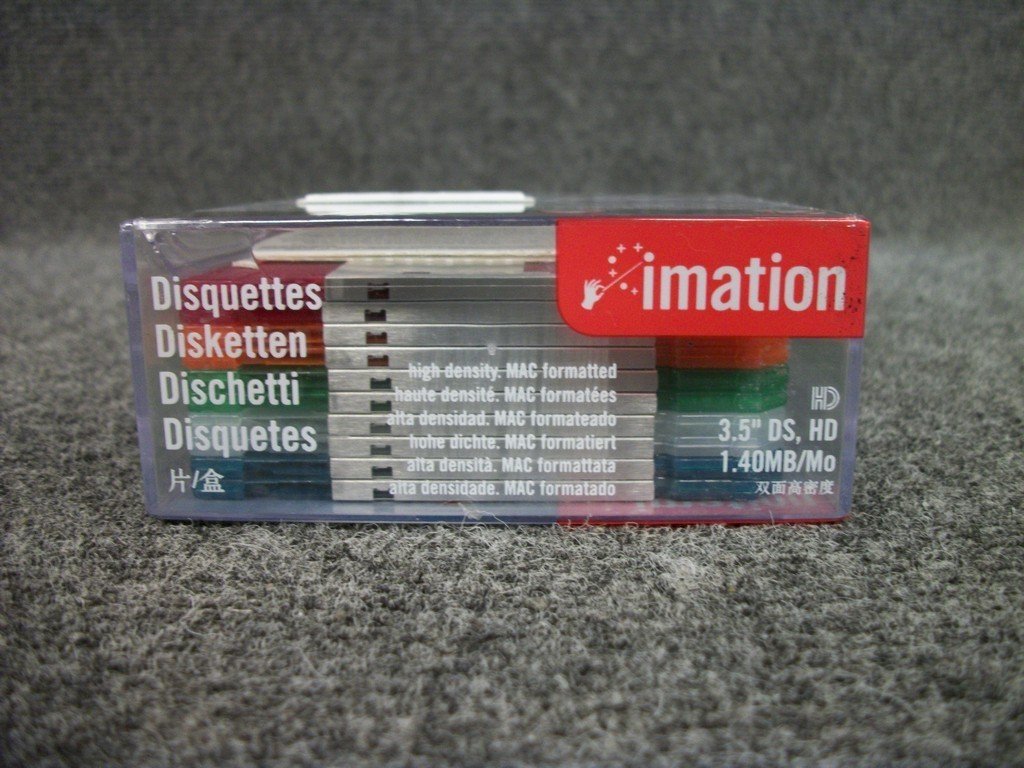 imation
Disquettes
Disketten
Dischetti
Disquetes
片/盒
high density. MAC formatted
haute densité. MAC formatées
alta densidad. MAC formateado
hohe dichte. MAC formatiert
alta densità. MAC formattata
alta densidade. MAC formatado
HD
3.5" DS, HD
1.40MB/Mo
双面高密度